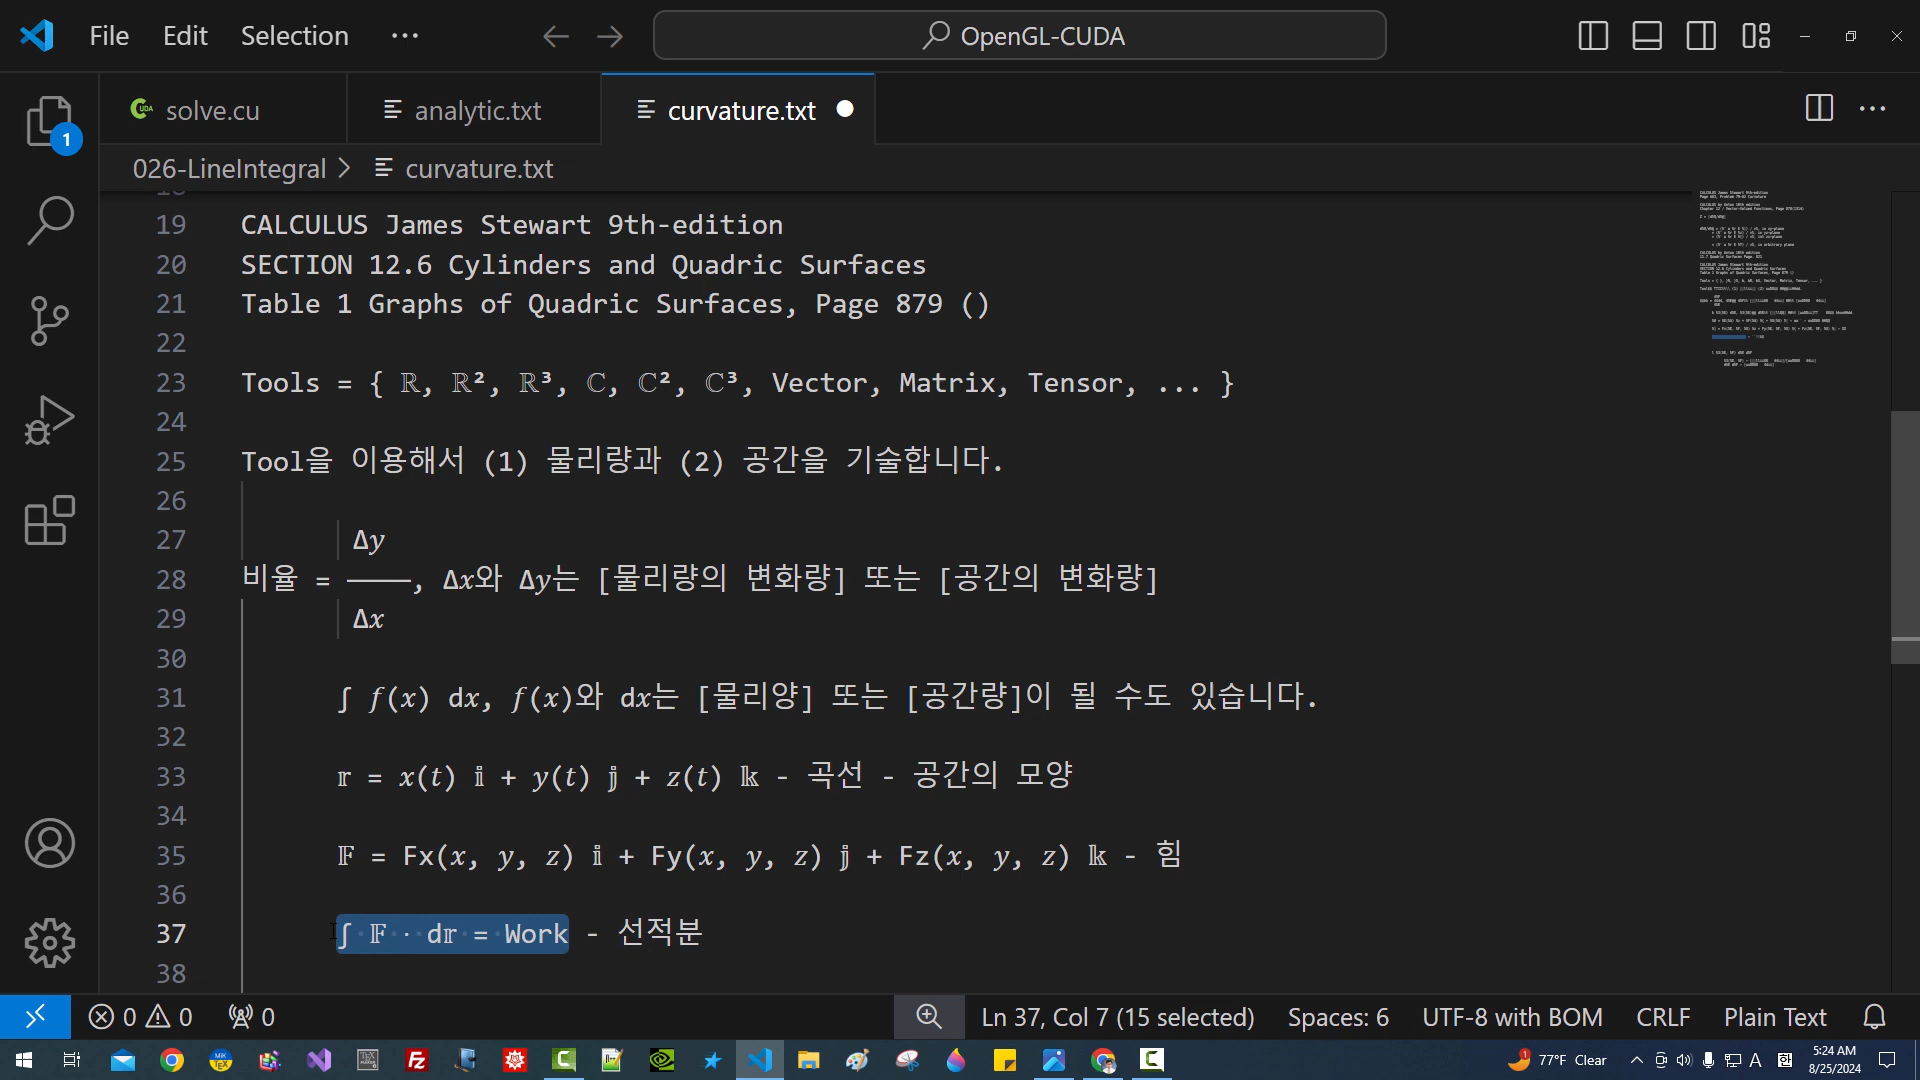 File Edit Selection ···
OpenGL-CUDA
solve.cu
analytic.txt
curvature.txt
1
026-LineIntegral > curvature.txt
19 CALCULUS James Stewart 9th-edition
20 SECTION 12.6 Cylinders and Quadric Surfaces
21 Table 1 Graphs of Quadric Surfaces, Page 879 ()
22
23 Tools = { ℝ, ℝ², ℝ³, ℂ, ℂ², ℂ³, Vector, Matrix, Tensor, ... }
24
25 Tool을 이용해서 (1) 물리량과 (2) 공간을 기술합니다.
26
27 Δ𝑦
28 비율 = ────, Δ𝑥와 Δ𝑦는 [물리량의 변화량] 또는 [공간의 변화량]
29 Δ𝑥
30
31 ∫ 𝑓(𝑥) d𝑥, 𝑓(𝑥)와 d𝑥는 [물리양] 또는 [공간량]이 될 수도 있습니다.
32
33 𝕣 = 𝑥(𝑡) 𝕚 + 𝑦(𝑡) 𝕛 + 𝑧(𝑡) 𝕜 - 곡선 - 공간의 모양
34
35 𝔽 = Fx(𝑥, 𝑦, 𝑧) 𝕚 + Fy(𝑥, 𝑦, 𝑧) 𝕛 + Fz(𝑥, 𝑦, 𝑧) 𝕜 - 힘
36
37 ∫ 𝔽 · d𝕣 = Work - 선적분
38
0 0 0
Ln 37, Col 7 (15 selected)
Spaces: 6
UTF-8 with BOM
CRLF
Plain Text
77°F Clear
A
5:24 AM
8/25/2024